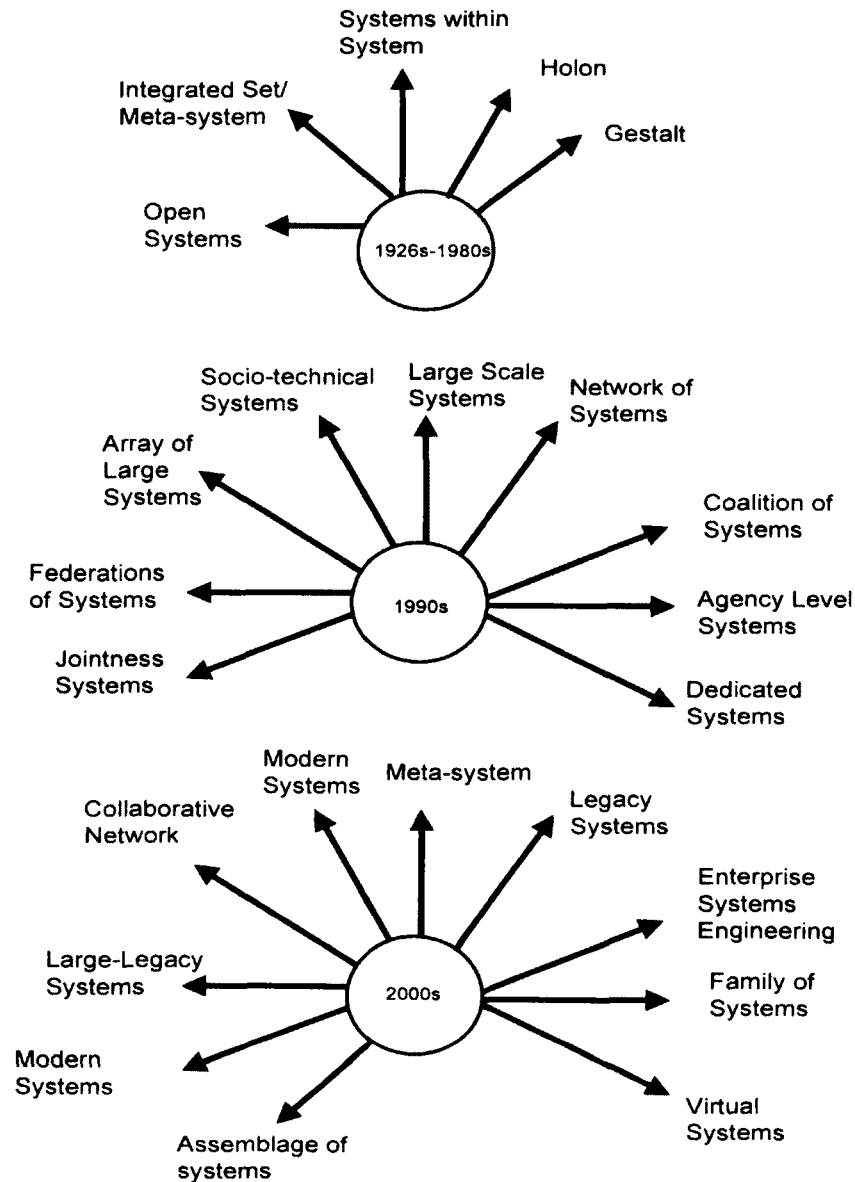 Systems within
System
Holon
Integrated Set/
Meta-system
Gestalt
Open
Systems
1926s-1980s
Socio-technical
Systems
Large Scale
Systems
Network of
Systems
Array of
Large
Systems
Coalition of
Systems
Federations
of Systems
1990s
Agency Level
Systems
Jointness
Systems
Dedicated
Systems
Modern
Systems
Meta-system
Legacy
Systems
Collaborative
Network
Enterprise
Systems
Engineering
Large-Legacy
Systems
2000s
Family of
Systems
Modern
Systems
Virtual
Systems
Assemblage of
systems